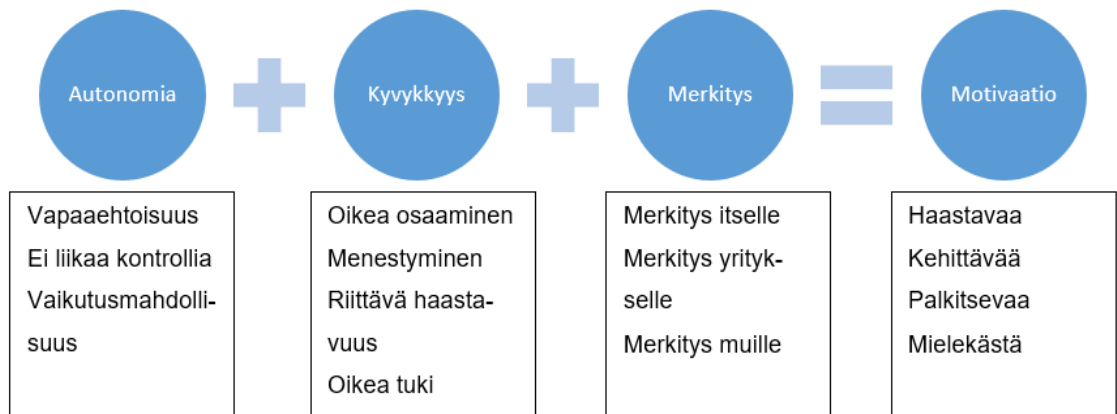 Autonomia
Kyvykkyys
Merkitys
Motivaatio
Vapaaehtoisuus
Ei liikaa kontrollia
Vaikutusmahdolli-
suus
Oikea osaaminen
Menestyminen
Riittävä haasta-
vuus
Oikea tuki
Merkitys itselle
Merkitys yrityk-
selle
Merkitys muille
Haastavaa
Kehittävää
Palkitsevaa
Mielekästä